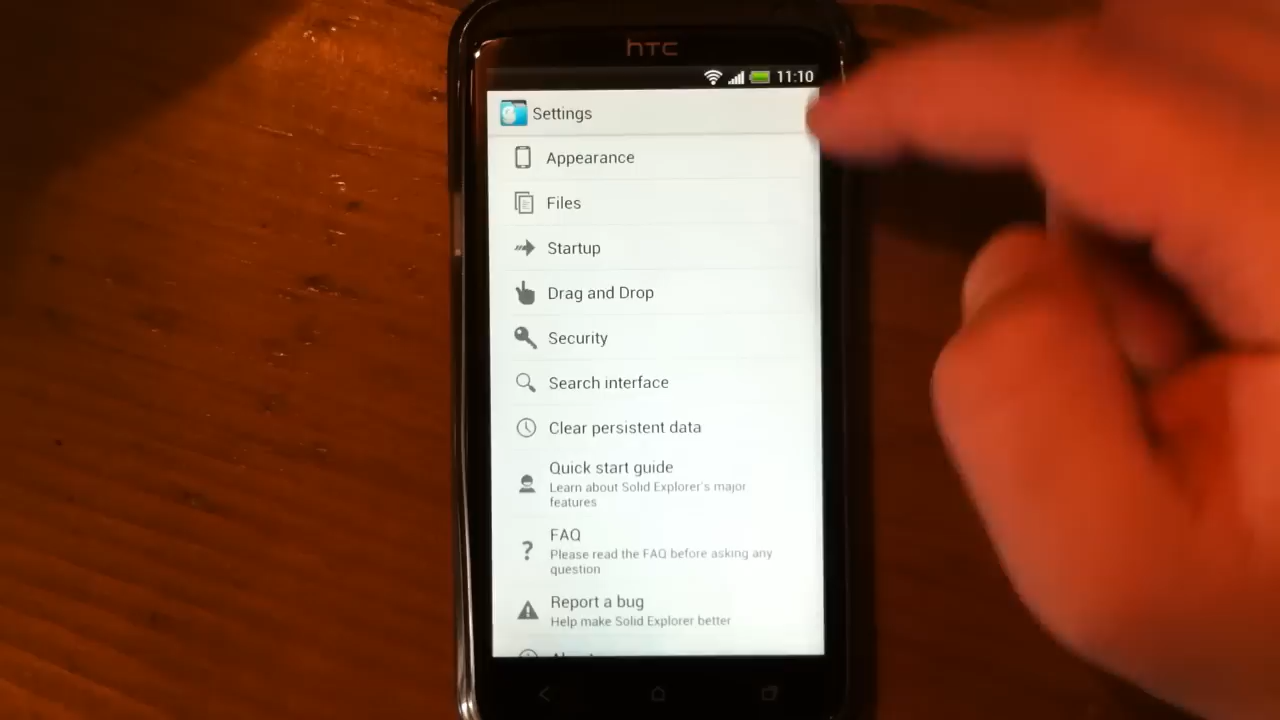 hTC
11:10
Settings
Appearance
Files
Startup
Drag and Drop
Security
Search interface
Clear persistent data
Quick start guide
Learn about Solid Explorer's major
features
FAQ
Please read the FAQ before asking any
question
Report a bug
Help make Solid Explorer better